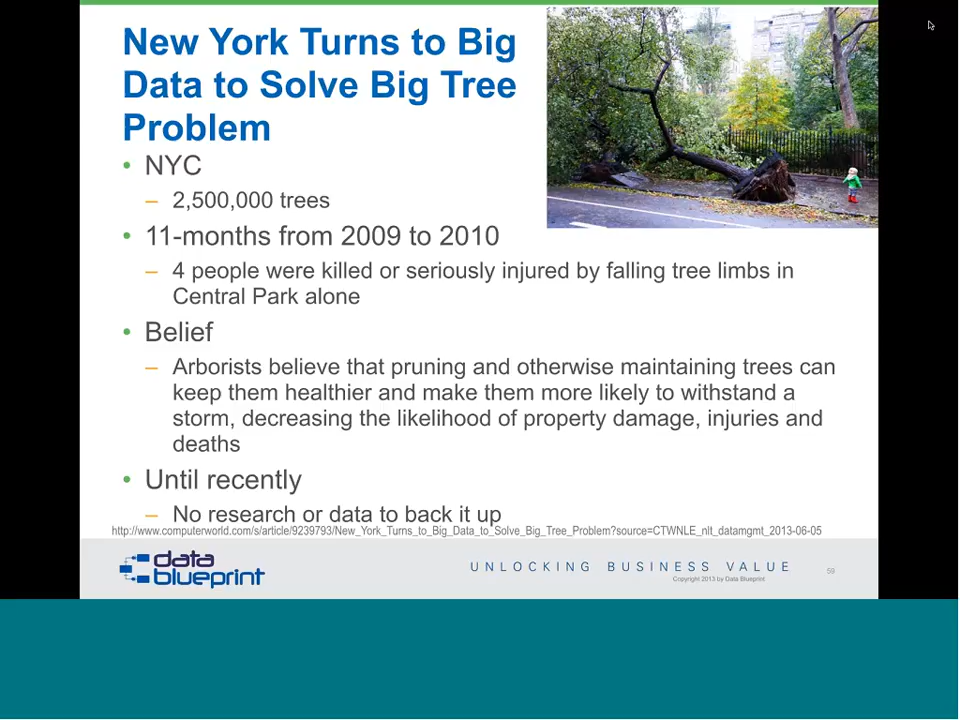 New York Turns to Big
Data to Solve Big Tree
Problem
• NYC
– 2,500,000 trees
• 11-months from 2009 to 2010
– 4 people were killed or seriously injured by falling tree limbs in
Central Park alone
• Belief
– Arborists believe that pruning and otherwise maintaining trees can
keep them healthier and make them more likely to withstand a
storm, decreasing the likelihood of property damage, injuries and
deaths
• Until recently
– No research or data to back it up
http://www.computerworld.com/s/article/9239793/New_York_Turns_to_Big_Data_to_Solve_Big_Tree_Problem?source=CTWNLE_nlt_datamgmt_2013-06-05
data
blueprint
UNLOCKING BUSINESS VALUE
Copyright 2013 by Data Blueprint
59